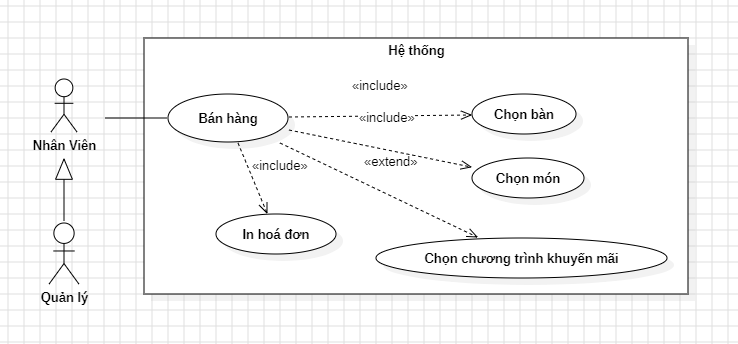 Hệ thống
«include»
Bán hàng
«include»
Chọn bàn
Nhân Viên
«include»
«extend»
Chọn món
In hoá đơn
Chọn chương trình khuyến mãi
Quản lý